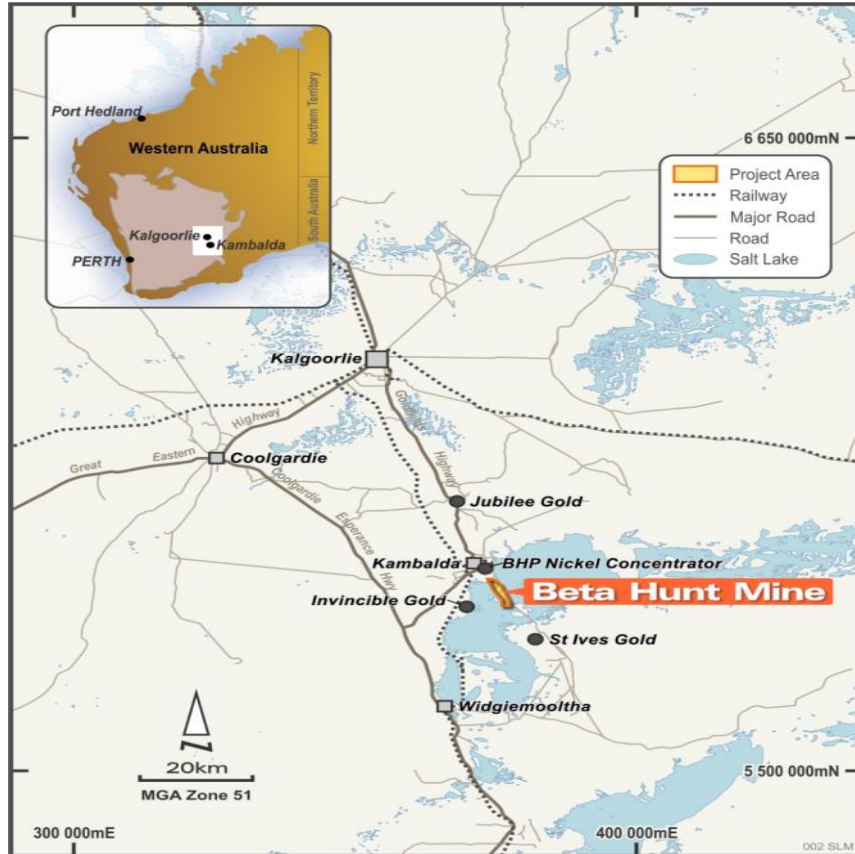 Port Hedland
Northern Territory
Western Australia
South Australia
Kalgoorlie
Kambalda
PERTH
6 650 000mN
Project Area
Railway
Major Road
Road
Salt Lake
Kalgoorlie
Great Eastern Highway
Goldfields Highway
Coolgardie
Coolgardie Esperance Hwy
Jubilee Gold
Kambalda
BHP Nickel Concentrator
Beta Hunt Mine
Invincible Gold
St Ives Gold
Widgiemooltha
20km
MGA Zone 51
5 500 000mN
300 000mE
400 000mE
002 SLM